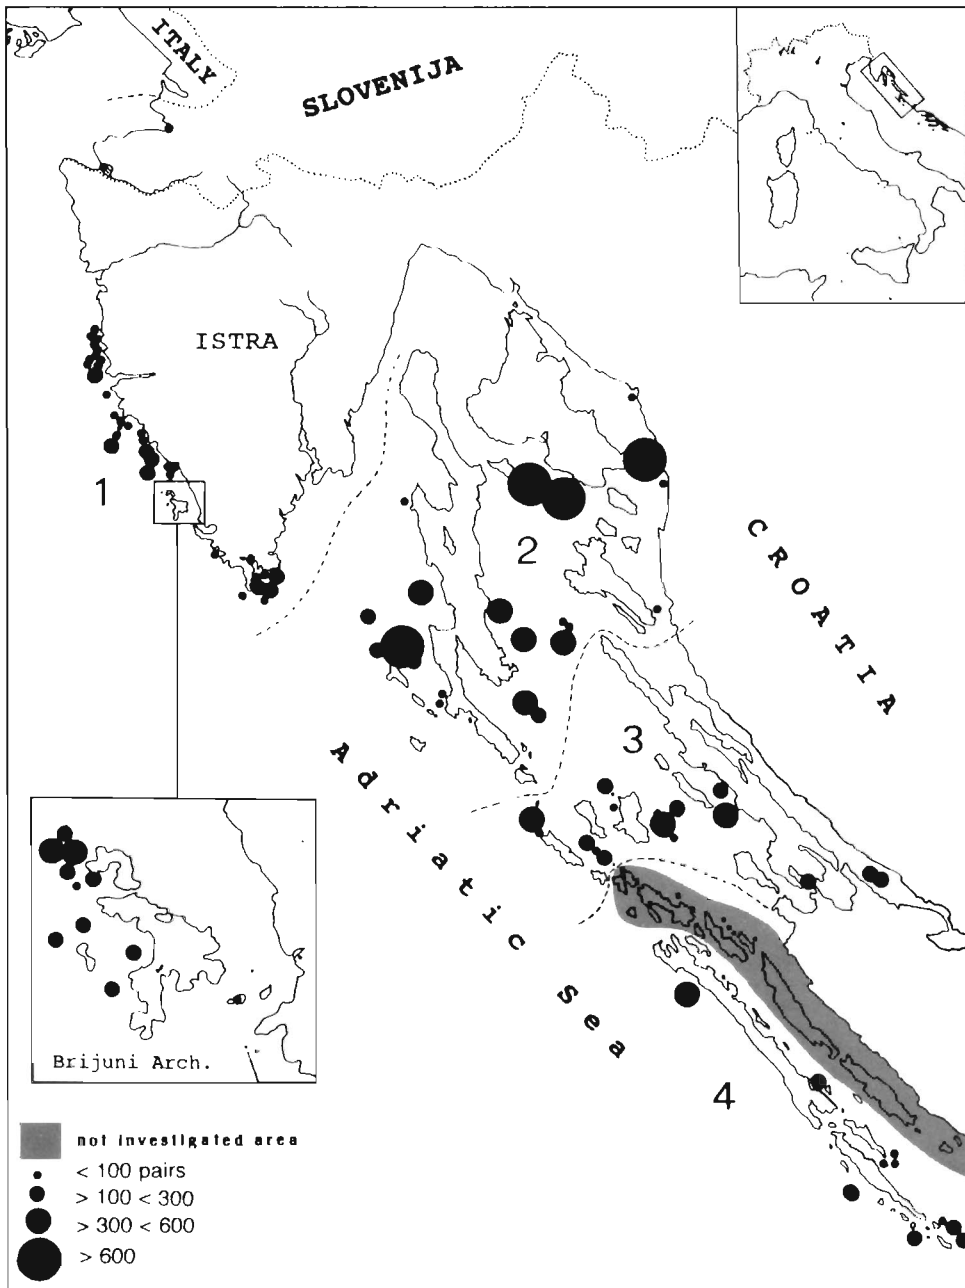 ITALY
SLOVENIJA
ISTRA
1
2
CROATIA
3
Adriatic Sea
4
Brijuni Arch.
not investigated area
< 100 pairs
> 100 < 300
> 300 < 600
> 600